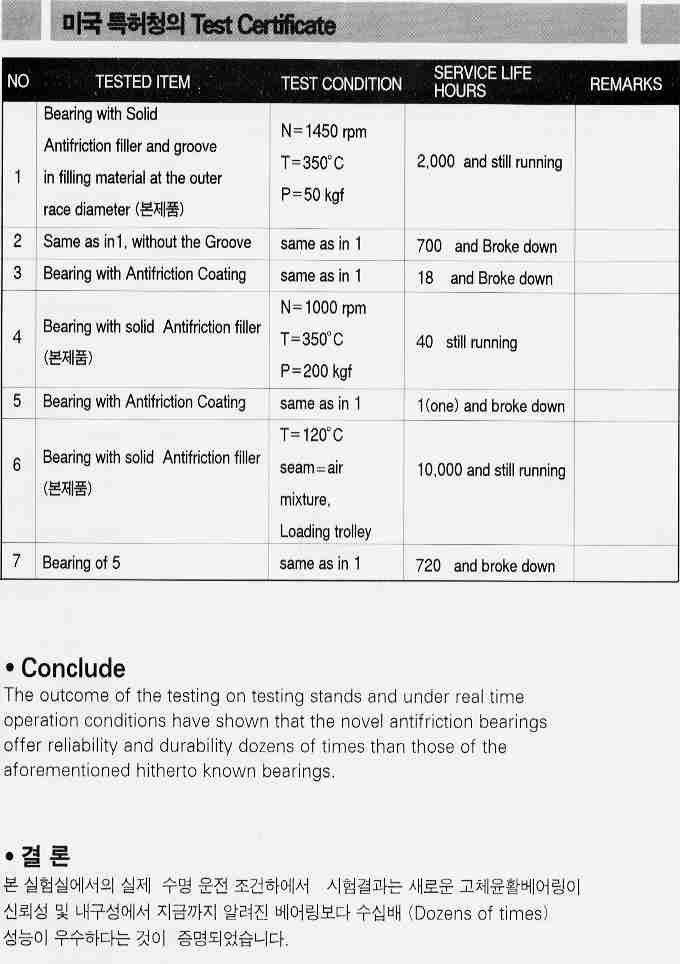 미국 특허청의 Test Certificate
NO TESTED ITEM TEST CONDITION SERVICE LIFE HOURS REMARKS
Bearing with Solid
Antifriction filler and groove
in filling material at the outer
race diameter (본제품)
1
N=1450 rpm
T=350°C
P=50 kgf
2,000 and still running
2 Same as in1, without the Groove same as in 1 700 and Broke down
3 Bearing with Antifriction Coating same as in 1 18 and Broke down
4
Bearing with solid Antifriction filler
(본제품)
N=1000 rpm
T=350°C
P=200 kgf
40 still running
5 Bearing with Antifriction Coating same as in 1 1(one) and broke down
6
Bearing with solid Antifriction filler
(본제품)
T=120°C
seam=air
mixture,
Loading trolley
10,000 and still running
7 Bearing of 5 same as in 1 720 and broke down
• Conclude
The outcome of the testing on testing stands and under real time
operation conditions have shown that the novel antifriction bearings
offer reliability and durability dozens of times than those of the
aforementioned hitherto known bearings.
• 결 론
본 실험실에서의 실제 수명 운전 조건하에서 시험결과는 새로운 고체윤활베어링이
신뢰성 및 내구성에서 지금까지 알려진 베어링보다 수십배 (Dozens of times)
성능이 우수하다는 것이 증명되었습니다.